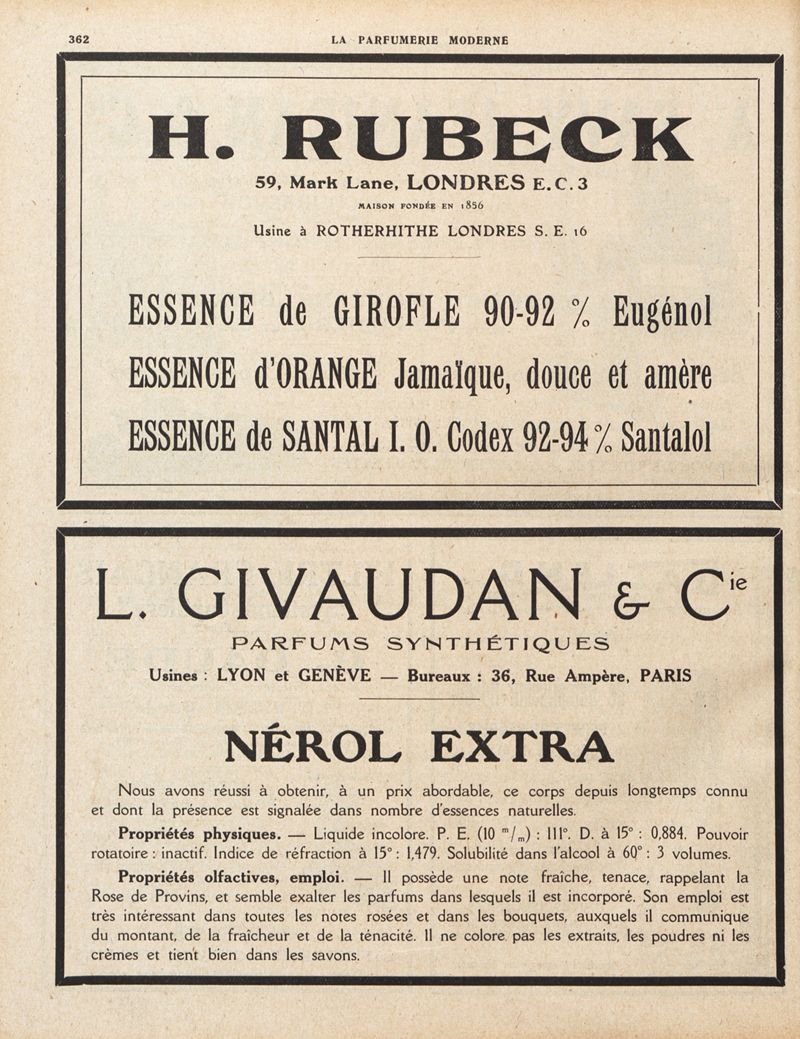 362
LA PARFUMERIE MODERNE
H. RUBECK
59, Mark Lane, LONDRES E.C.3
MAISON FONDÉE EN 1856
Usine à ROTHERHITHE LONDRES S. E. 16
ESSENCE de GIROFLE 90-92 % Eugénol
ESSENCE d'ORANGE Jamaïque, douce et amère
ESSENCE de SANTAL I. O. Codex 92-94 % Santalol
L. GIVAUDAN & Cie
PARFUMS SYNTHÉTIQUES
Usines : LYON et GENÈVE — Bureaux : 36, Rue Ampère, PARIS
NÉROL EXTRA
Nous avons réussi à obtenir, à un prix abordable, ce corps depuis longtemps connu
et dont la présence est signalée dans nombre d'essences naturelles.
Propriétés physiques. — Liquide incolore. P. E. (10 m/m) : 111°. D. à 15° : 0,884. Pouvoir
rotatoire : inactif. Indice de réfraction à 15° : 1,479. Solubilité dans l'alcool à 60° : 3 volumes.
Propriétés olfactives, emploi. — Il possède une note fraîche, tenace, rappelant la
Rose de Provins, et semble exalter les parfums dans lesquels il est incorporé. Son emploi est
très intéressant dans toutes les notes rosées et dans les bouquets, auxquels il communique
du montant, de la fraîcheur et de la ténacité. Il ne colore pas les extraits, les poudres ni les
crèmes et tient bien dans les savons.